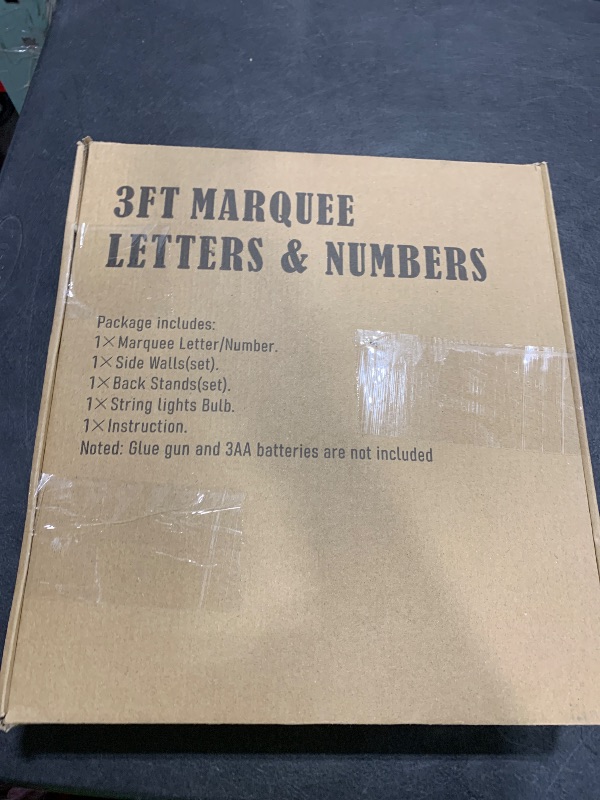 3FT MARQUEE
LETTERS & NUMBERS
Package includes:
1×Marquee Letter/Number.
1×Side Walls(set).
1×Back Stands(set).
1×String lights Bulb.
1×Instruction.
Noted: Glue gun and 3AA batteries are not included